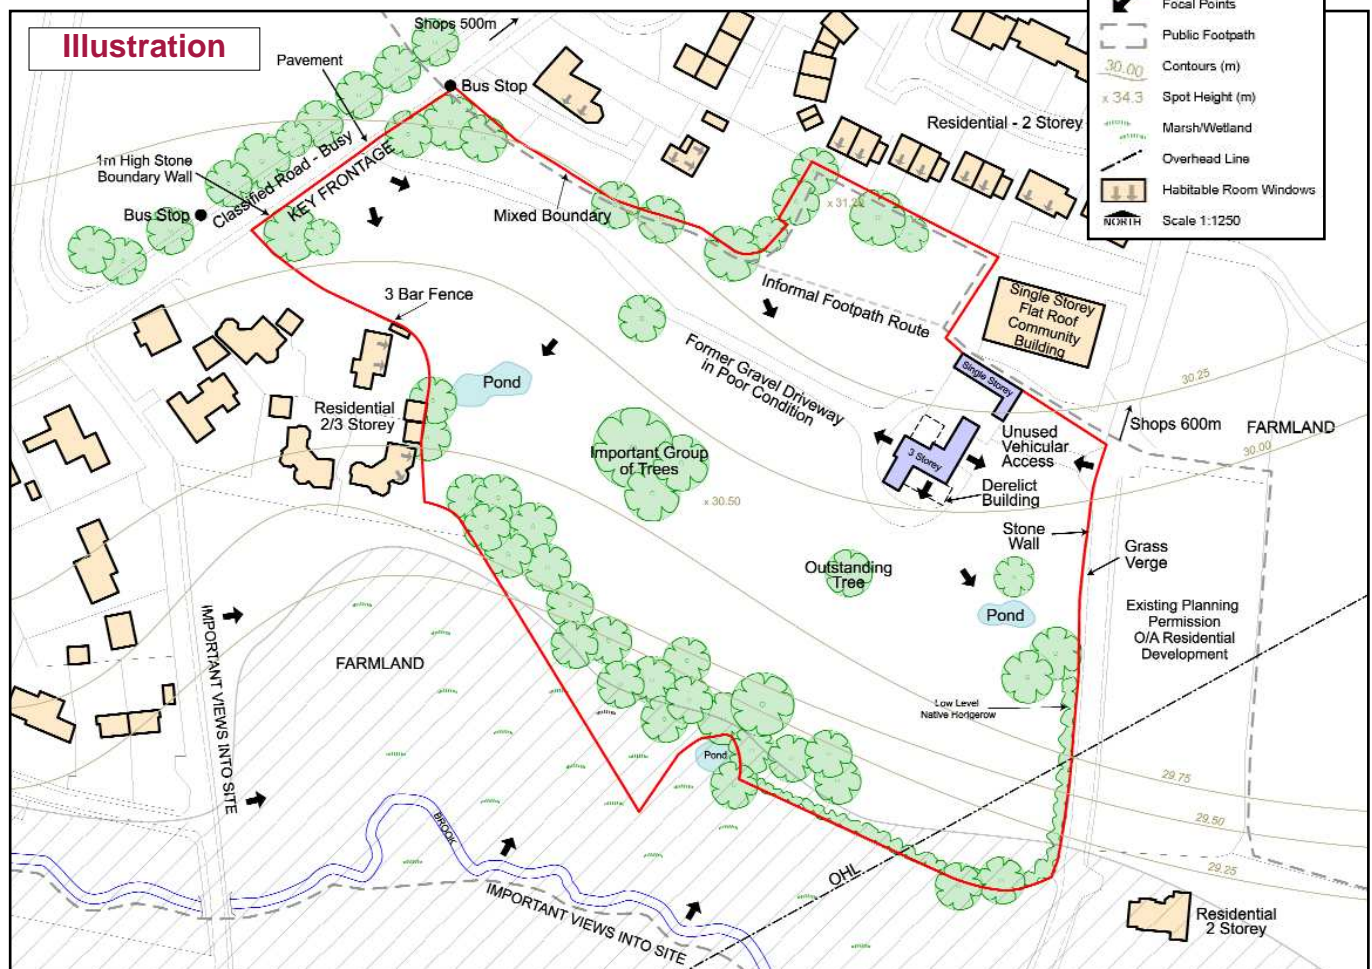 Illustration
Shops 500m
Pavement
Bus Stop
1m High Stone
Boundary Wall
Classified Road - Busy
KEY FRONTAGE
Bus Stop
Mixed Boundary
Residential - 2 Storey
Focal Points
Public Footpath
30.00
Contours (m)
x 34.3
Spot Height (m)
Marsh/Wetland
Overhead Line
Habitable Room Windows
NORTH
Scale 1:1250
3 Bar Fence
Informal Footpath Route
Single Storey
Flat Roof
Community
Building
Former Gravel Driveway
in Poor Condition
Pond
Single Storey
30.25
Residential
2/3 Storey
Unused
Vehicular
Access
Shops 600m
FARMLAND
30.00
Important Group
of Trees
3 Storey
x 30.50
Derelict
Building
Stone
Wall
Grass
Verge
Outstanding
Tree
Pond
Existing Planning
Permission
O/A Residential
Development
IMPORTANT VIEWS INTO SITE
FARMLAND
Low Level
Native Hedgerow
Pond
29.75
29.50
29.25
BROOK
OHL
IMPORTANT VIEWS INTO SITE
Residential
2 Storey